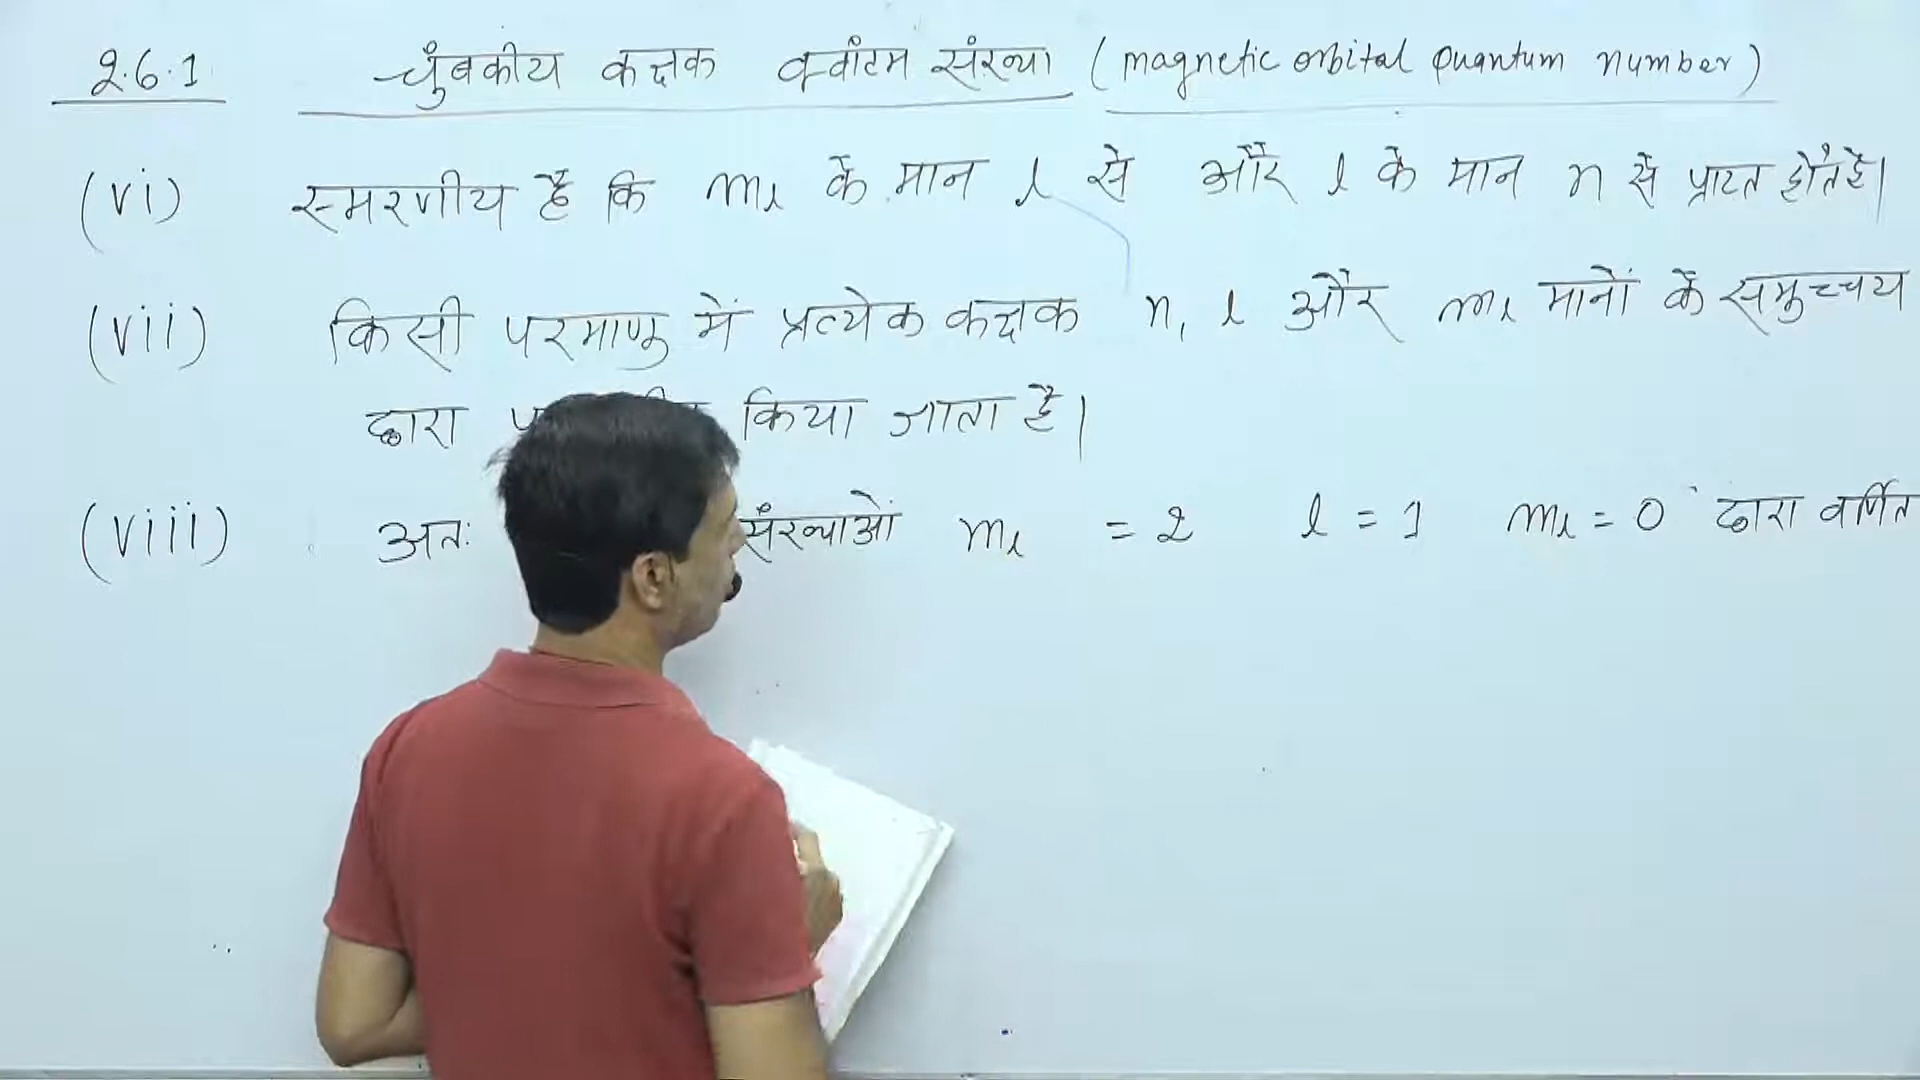 2.6.1 चुंबकीय कक्षक क्वांटम संख्या (magnetic orbital quantum number)
(vi) स्मरणीय है कि ml के मान l से और l के मान n से प्राप्त होते है।
(vii) किसी परमाणु में प्रत्येक कक्षक n, l और ml मानों के समुच्चय
द्वारा किया जाता है।
(viii) अतः संख्याओं ml = 2 l = 1 ml = 0 द्वारा वर्णित